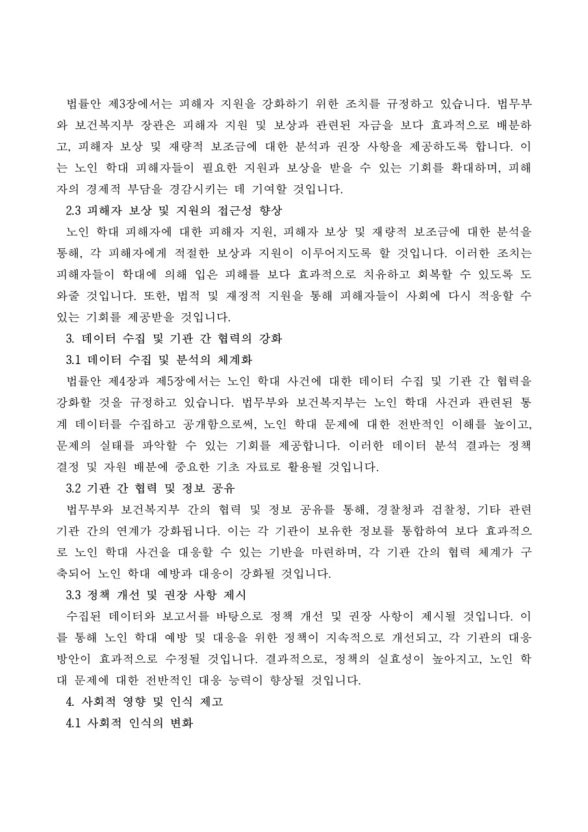 법률안 제3장에서는 피해자 지원을 강화하기 위한 조치를 규정하고 있습니다. 법무부
와 보건복지부 장관은 피해자 지원 및 보상과 관련된 자금을 보다 효과적으로 배분하
고, 피해자 보상 및 재량적 보조금에 대한 분석과 권장 사항을 제공하도록 합니다. 이
는 노인 학대 피해자들이 필요한 지원과 보상을 받을 수 있는 기회를 확대하며, 피해
자의 경제적 부담을 경감시키는 데 기여할 것입니다.
2.3 피해자 보상 및 지원의 접근성 향상
노인 학대 피해자에 대한 피해자 지원, 피해자 보상 및 재량적 보조금에 대한 분석을
통해, 각 피해자에게 적절한 보상과 지원이 이루어지도록 할 것입니다. 이러한 조치는
피해자들이 학대에 의해 입은 피해를 보다 효과적으로 치유하고 회복할 수 있도록 도
와줄 것입니다. 또한, 법적 및 재정적 지원을 통해 피해자들이 사회에 다시 적응할 수
있는 기회를 제공받을 것입니다.
3. 데이터 수집 및 기관 간 협력의 강화
3.1 데이터 수집 및 분석의 체계화
법률안 제4장과 제5장에서는 노인 학대 사건에 대한 데이터 수집 및 기관 간 협력을
강화할 것을 규정하고 있습니다. 법무부와 보건복지부는 노인 학대 사건과 관련된 통
계 데이터를 수집하고 공개함으로써, 노인 학대 문제에 대한 전반적인 이해를 높이고,
문제의 실태를 파악할 수 있는 기회를 제공합니다. 이러한 데이터 분석 결과는 정책
결정 및 자원 배분에 중요한 기초 자료로 활용될 것입니다.
3.2 기관 간 협력 및 정보 공유
법무부와 보건복지부 간의 협력 및 정보 공유를 통해, 경찰청과 검찰청, 기타 관련
기관 간의 연계가 강화됩니다. 이는 각 기관이 보유한 정보를 통합하여 보다 효과적으
로 노인 학대 사건을 대응할 수 있는 기반을 마련하며, 각 기관 간의 협력 체계가 구
축되어 노인 학대 예방과 대응이 강화될 것입니다.
3.3 정책 개선 및 권장 사항 제시
수집된 데이터와 보고서를 바탕으로 정책 개선 및 권장 사항이 제시될 것입니다. 이
를 통해 노인 학대 예방 및 대응을 위한 정책이 지속적으로 개선되고, 각 기관의 대응
방안이 효과적으로 수정될 것입니다. 결과적으로, 정책의 실효성이 높아지고, 노인 학
대 문제에 대한 전반적인 대응 능력이 향상될 것입니다.
4. 사회적 영향 및 인식 제고
4.1 사회적 인식의 변화